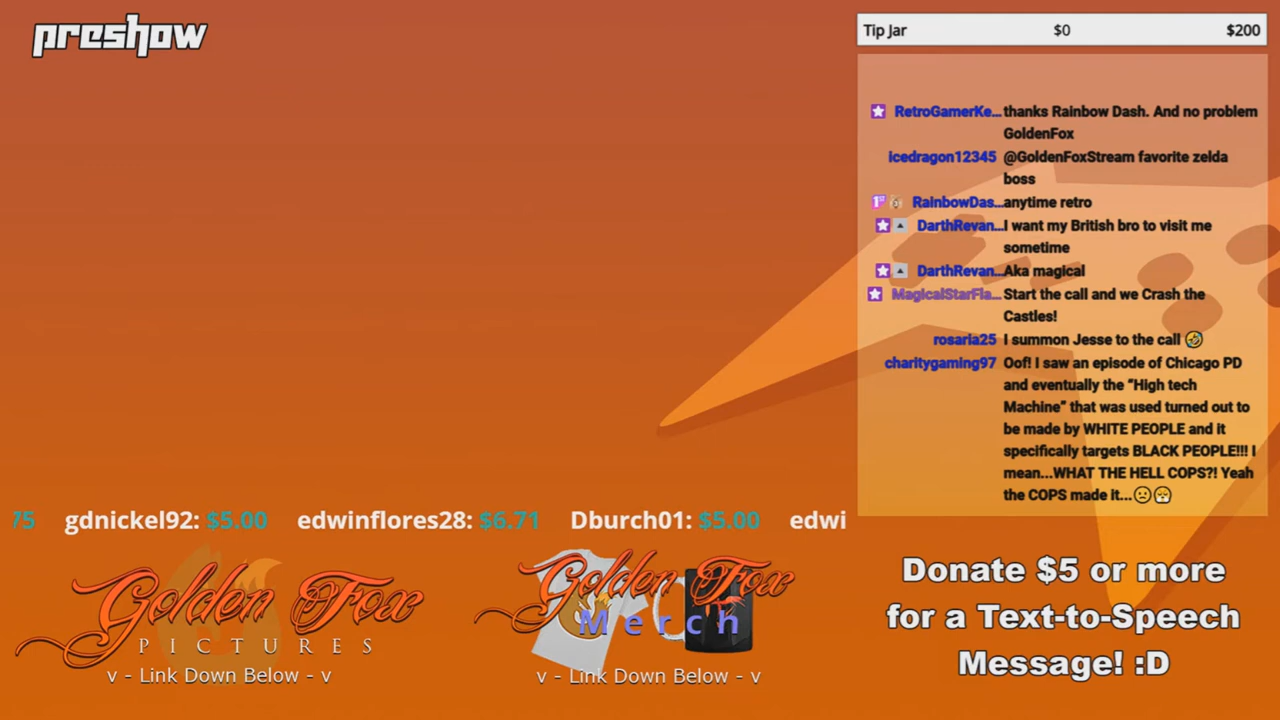 preshow
Tip Jar $0 $200
RetroGamerKe... thanks Rainbow Dash. And no problem
GoldenFox
icedragon12345 @GoldenFoxStream favorite zelda
boss
1st RainbowDas... anytime retro
DarthRevan... I want my British bro to visit me
sometime
DarthRevan... Aka magical
MagicalStarFla... Start the call and we Crash the
Castles!
rosaria25 I summon Jesse to the call 🤣
charitygaming97 Oof! I saw an episode of Chicago PD
and eventually the “High tech
Machine” that was used turned out to
be made by WHITE PEOPLE and it
specifically targets BLACK PEOPLE!!! I
mean...WHAT THE HELL COPS?! Yeah
the COPS made it...☹️😤
75 gdnickel92: $5.00 edwinflores28: $6.71 Dburch01: $5.00 edwi
Golden Fox
PICTURES
v - Link Down Below - v
Golden Fox
Merch
v - Link Down Below - v
Donate $5 or more
for a Text-to-Speech
Message! :D